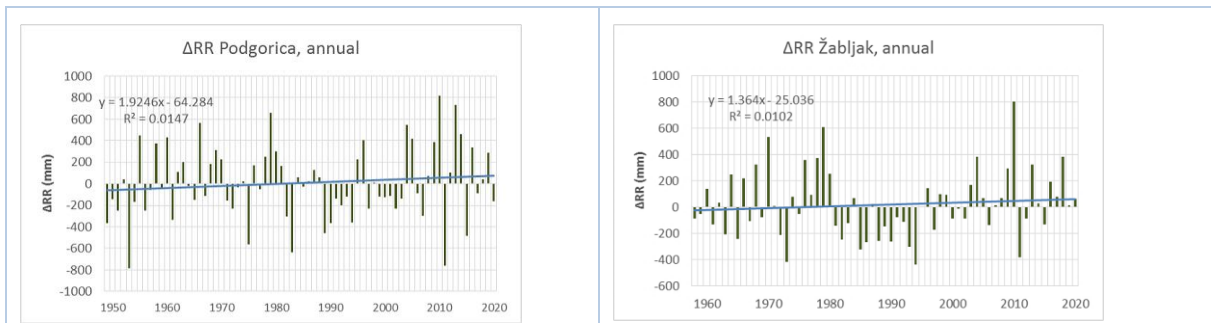 ΔRR Podgorica, annual
1000
800
600
400
200
0
-200
-400
-600
-800
-1000
ΔRR (mm)
y = 1.9246x - 64.284
R² = 0.0147
1950 1960 1970 1980 1990 2000 2010 2020
ΔRR Žabljak, annual
1000
800
600
400
200
0
-200
-400
-600
ΔRR (mm)
y = 1.364x - 25.036
R² = 0.0102
1960 1970 1980 1990 2000 2010 2020